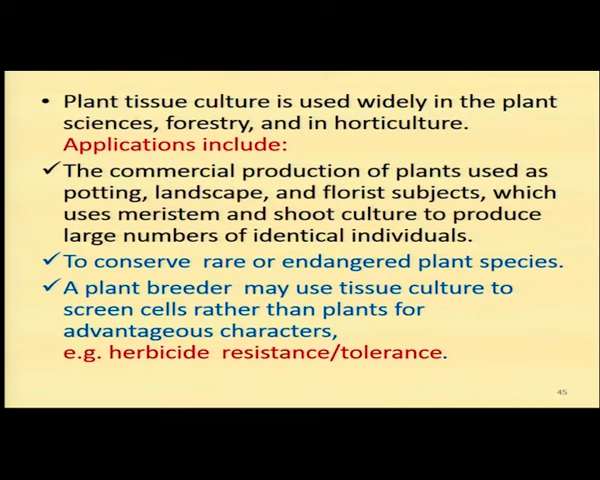 • Plant tissue culture is used widely in the plant
sciences, forestry, and in horticulture.
Applications include:
✓ The commercial production of plants used as
potting, landscape, and florist subjects, which
uses meristem and shoot culture to produce
large numbers of identical individuals.
✓ To conserve rare or endangered plant species.
✓ A plant breeder may use tissue culture to
screen cells rather than plants for
advantageous characters,
e.g. herbicide resistance/tolerance.
45